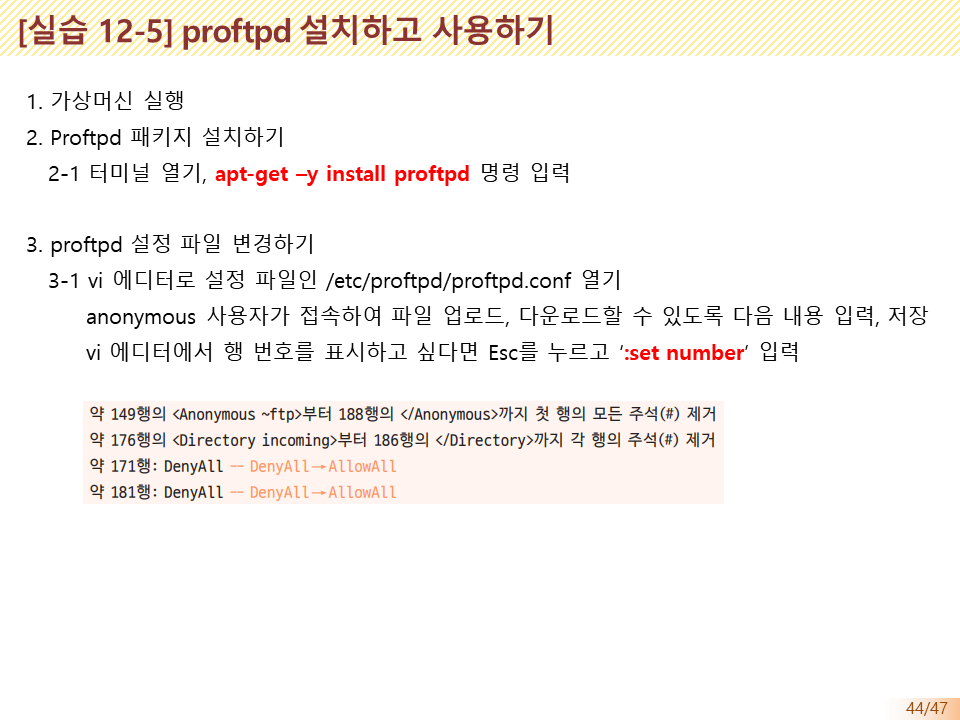 [실습 12-5] proftpd 설치하고 사용하기
1. 가상머신 실행
2. Proftpd 패키지 설치하기
2-1 터미널 열기, apt-get –y install proftpd 명령 입력
3. proftpd 설정 파일 변경하기
3-1 vi 에디터로 설정 파일인 /etc/proftpd/proftpd.conf 열기
anonymous 사용자가 접속하여 파일 업로드, 다운로드할 수 있도록 다음 내용 입력, 저장
vi 에디터에서 행 번호를 표시하고 싶다면 Esc를 누르고 ‘:set number’ 입력
약 149행의 <Anonymous ~ftp>부터 188행의 </Anonymous>까지 첫 행의 모든 주석(#) 제거
약 176행의 <Directory incoming>부터 186행의 </Directory>까지 각 행의 주석(#) 제거
약 171행: DenyAll -- DenyAll→AllowAll
약 181행: DenyAll -- DenyAll→AllowAll
44/47